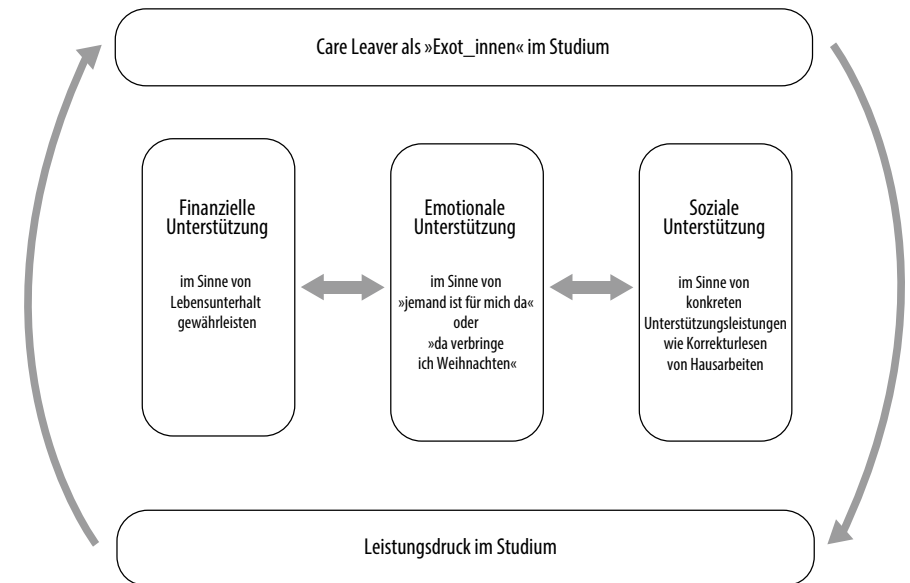 Care Leaver als »Exot_innen« im Studium
Finanzielle
Unterstützung
im Sinne von
Lebensunterhalt
gewährleisten
Emotionale
Unterstützung
im Sinne von
»jemand ist für mich da«
oder
»da verbringe
ich Weihnachten«
Soziale
Unterstützung
im Sinne von
konkreten
Unterstützungsleistungen
wie Korrekturlesen
von Hausarbeiten
Leistungsdruck im Studium